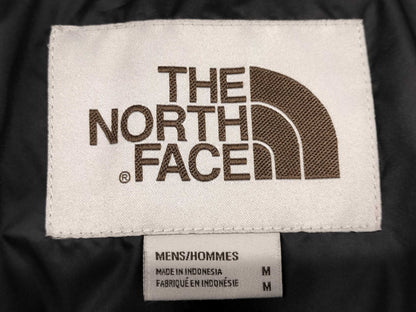 THE
NORTH
® FACE
MENS/HOMMES
MADE IN INDONESIA M
FABRIQUÉ EN INDONÉSIE M